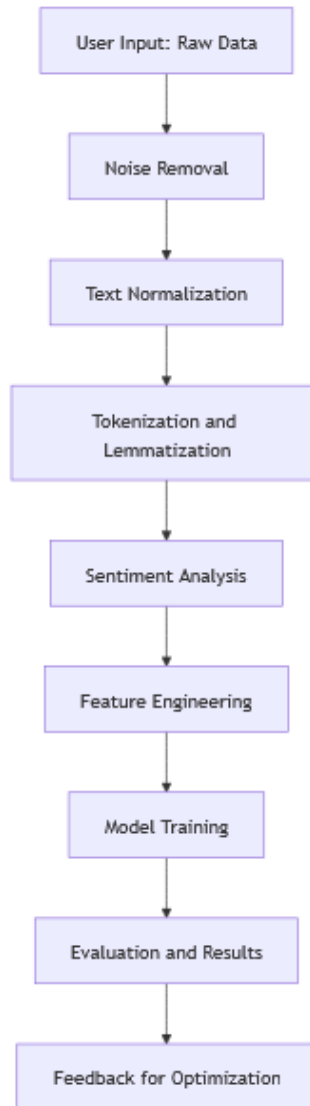 User Input: Raw Data
Noise Removal
Text Normalization
Tokenization and
Lemmatization
Sentiment Analysis
Feature Engineering
Model Training
Evaluation and Results
Feedback for Optimization